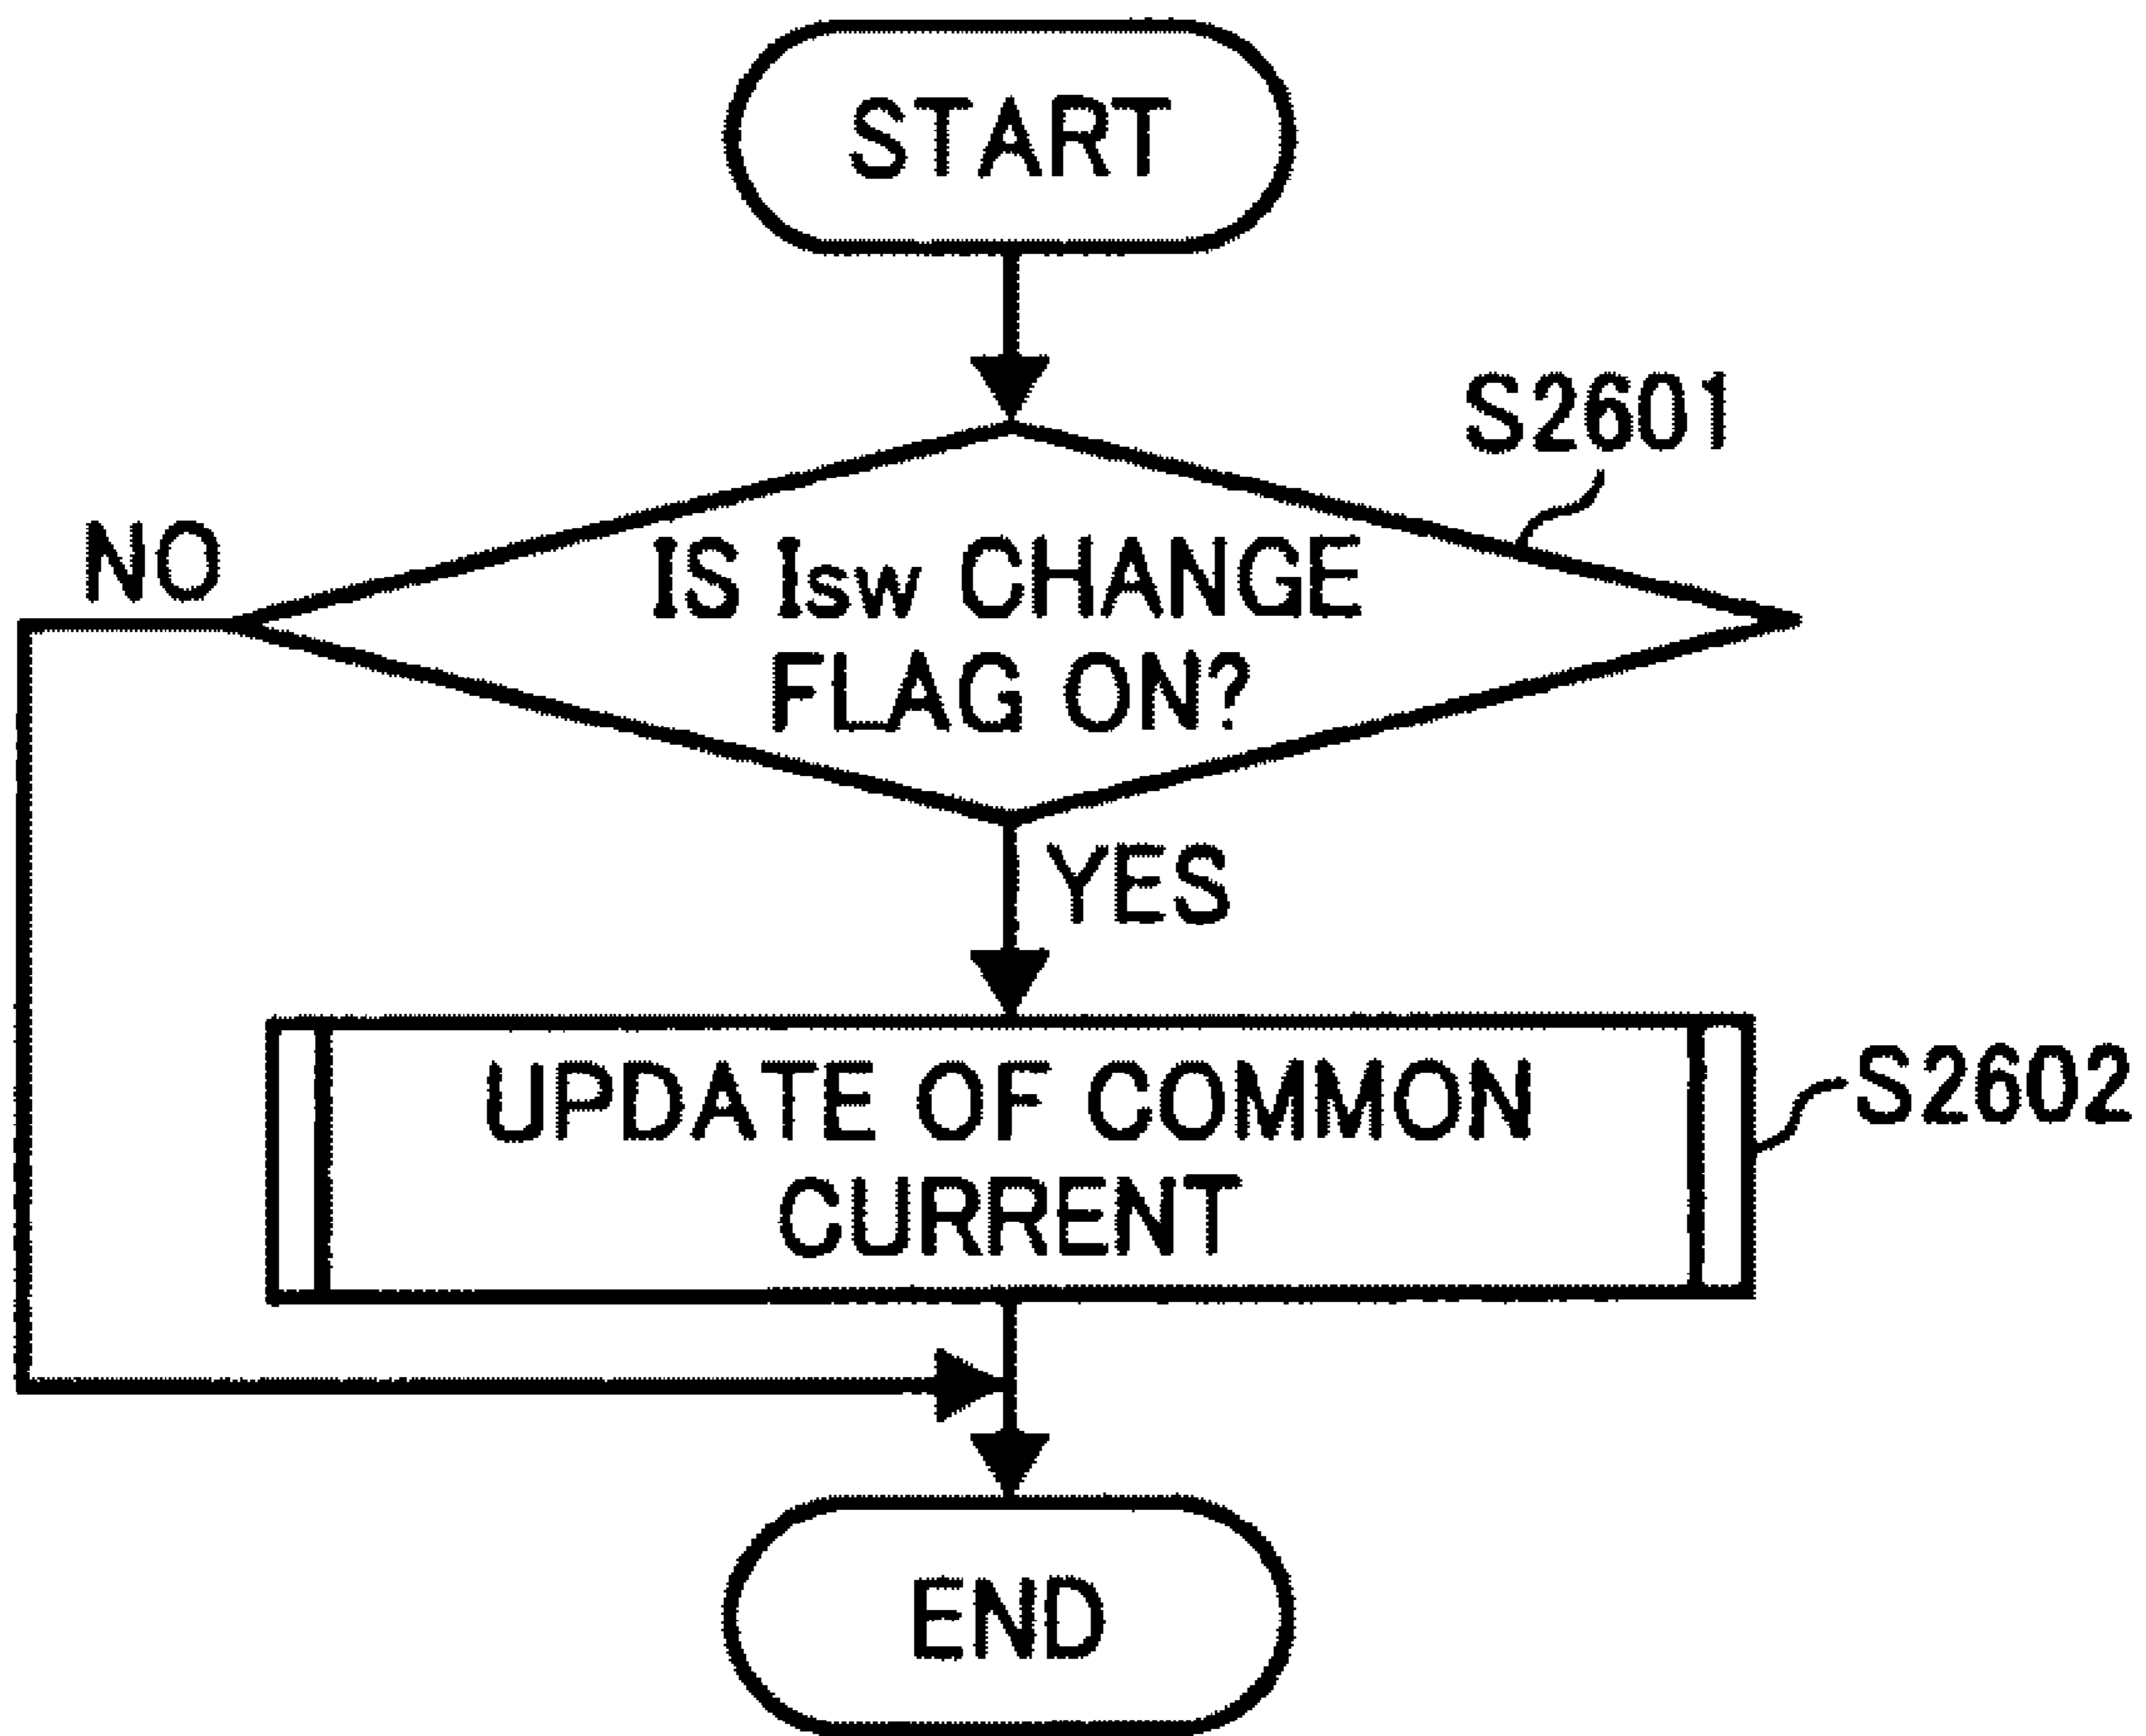 START
S2601
NO
IS Isw CHANGE
FLAG ON?
YES
UPDATE OF COMMON
CURRENT
S2602
END